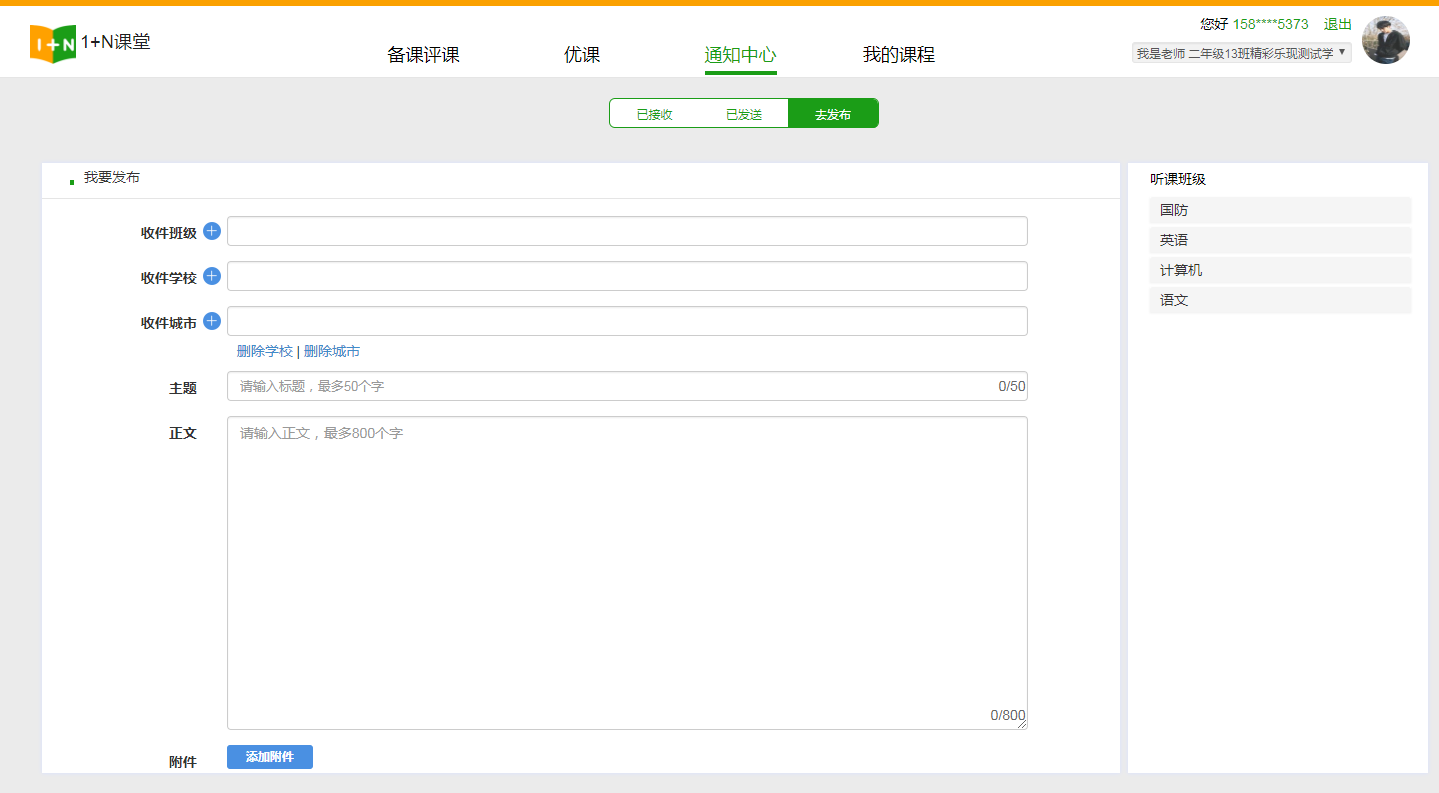 您好 158****5373 退出
1+N 1+N课堂
备课评课 优课 通知中心 我的课程
我是老师 二年级13班精彩乐现测试学
已接收 已发送 去发布
我要发布
收件班级
收件学校
收件城市
删除学校 | 删除城市
主题 请输入标题，最多50个字 0/50
正文 请输入正文，最多800个字
0/800
附件 添加附件
听课班级
国防
英语
计算机
语文